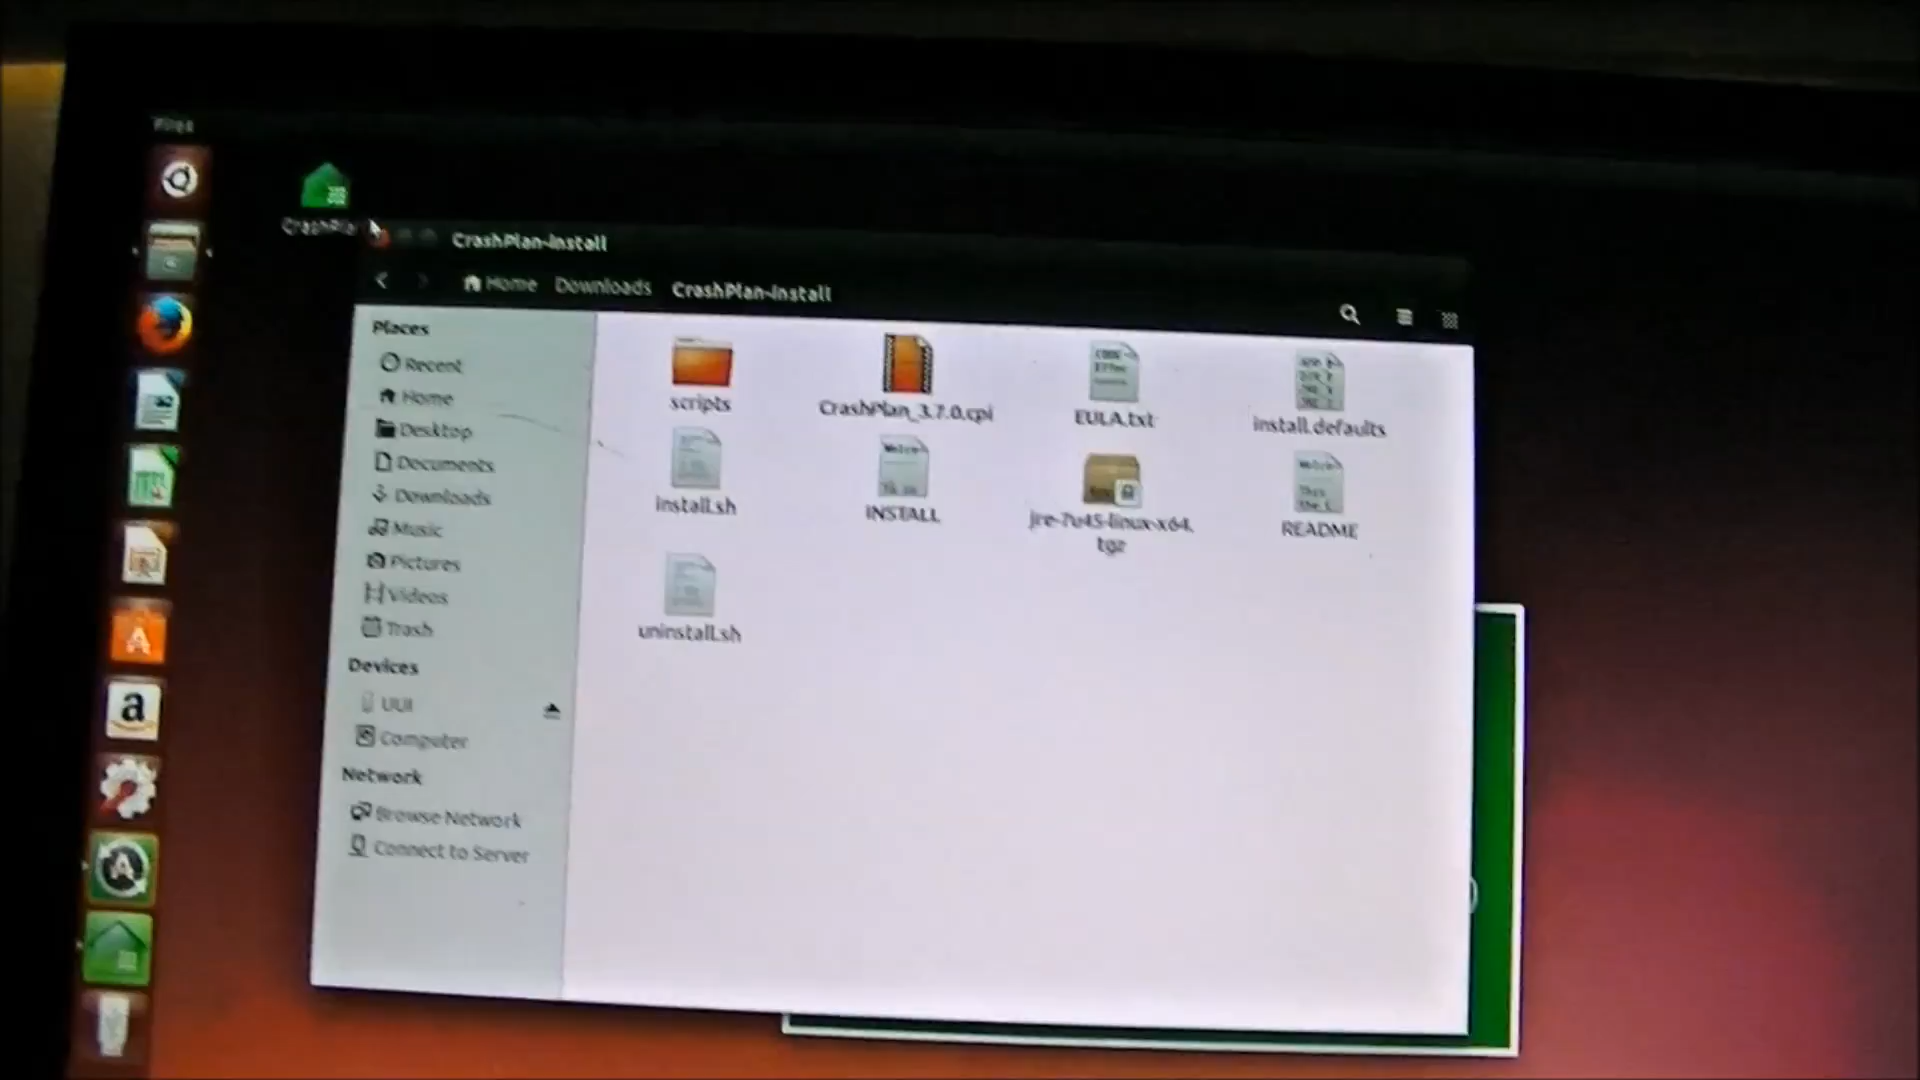 Files
CrashPlan
CrashPlan-install
Home Downloads CrashPlan-install
Places
Recent
Home
Desktop
Documents
Downloads
Music
Pictures
Videos
Trash
Devices
UUI
Computer
Network
Browse Network
Connect to Server
scripts
CrashPlan_3.7.0.cpi
EULA.txt
install.defaults
install.sh
INSTALL
jre-7u45-linux-x64.
tgz
README
uninstall.sh